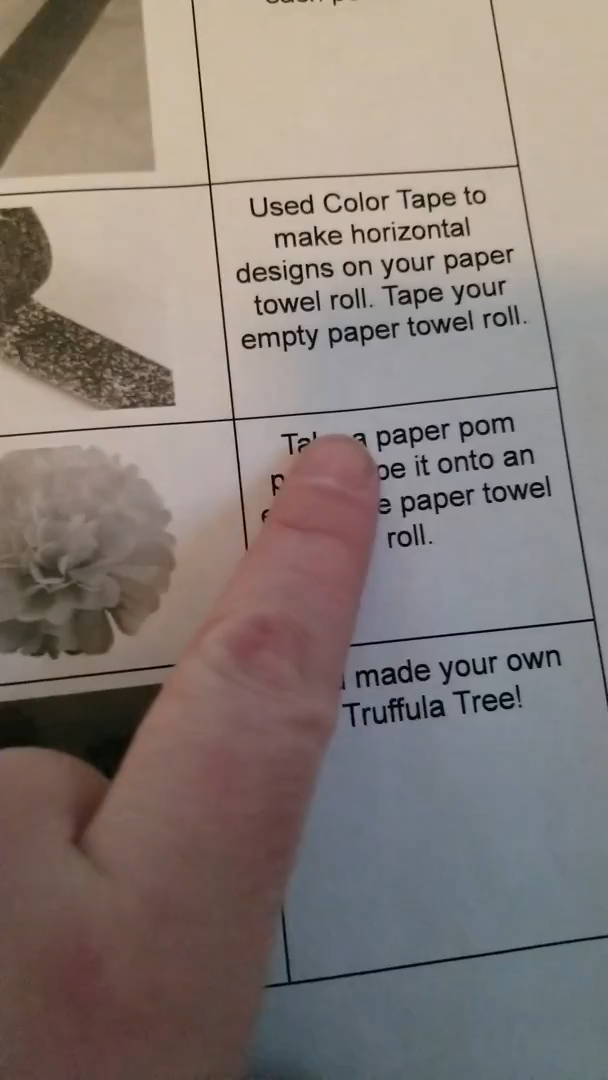 Used Color Tape to
make horizontal
designs on your paper
towel roll. Tape your
empty paper towel roll.
a paper pom
it onto an
paper towel
roll.
made your own
Truffula Tree!